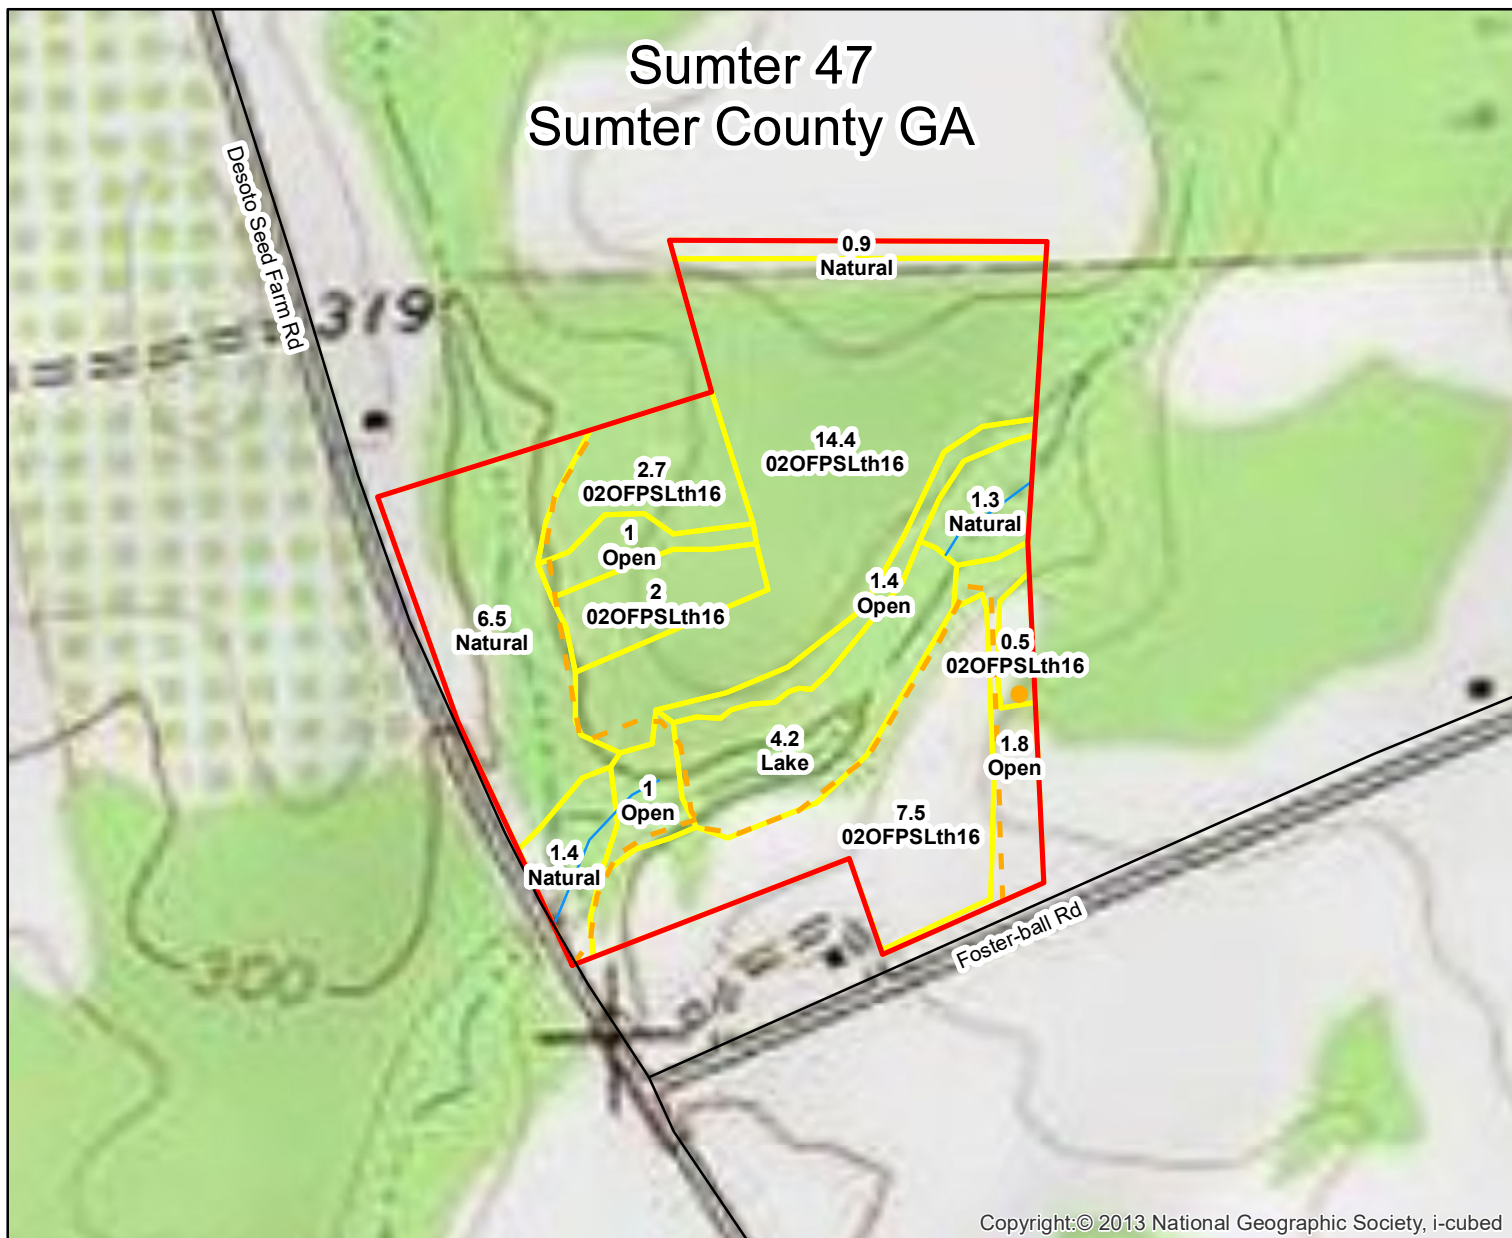 Sumter 47
Sumter County GA
Desoto Seed Farm Rd
0.9
Natural
319
14.4
02OFPSLth16
2.7
02OFPSLth16
1.3
Natural
1
Open
1.4
Open
2
02OFPSLth16
6.5
Natural
0.5
02OFPSLth16
4.2
Lake
1.8
Open
1
Open
7.5
02OFPSLth16
1.4
Natural
Foster-ball Rd
300
Copyright:© 2013 National Geographic Society, i-cubed